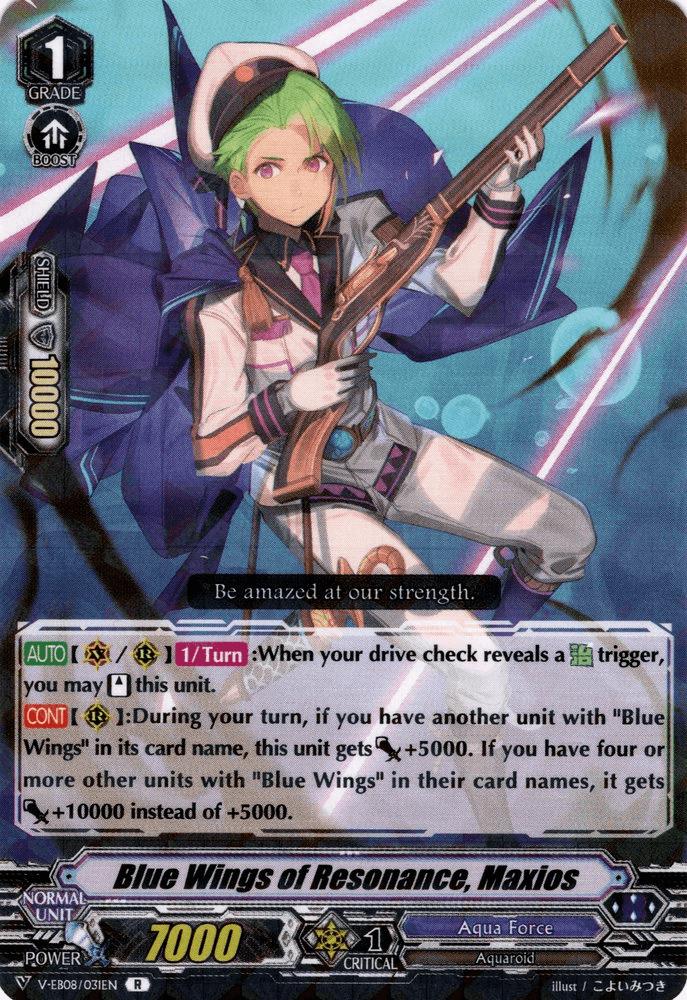 1
GRADE
BOOST
SHIELD
10000
Be amazed at our strength.
AUTO【 V / R 】1/Turn :When your drive check reveals a 治 trigger,
you may this unit.
CONT【 R 】:During your turn, if you have another unit with "Blue
Wings" in its card name, this unit gets +5000. If you have four or
more other units with "Blue Wings" in their card names, it gets
+10000 instead of +5000.
Blue Wings of Resonance, Maxios
NORMAL
UNIT
POWER 7000
1
CRITICAL
Aqua Force
Aquaroid
V-EB08/031EN R
illust / こよいみつき